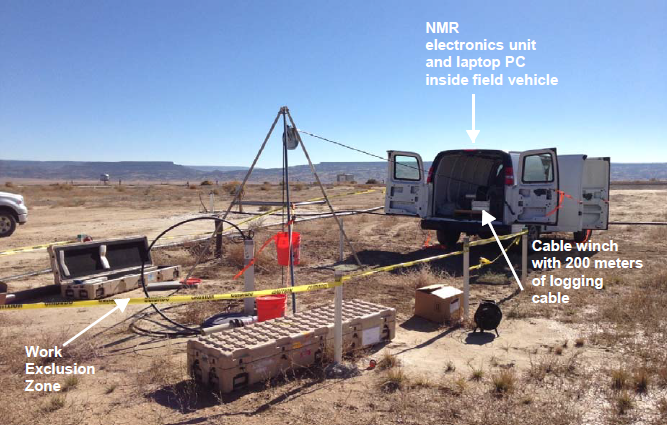 NMR
electronics unit
and laptop PC
inside field vehicle
Cable winch
with 200 meters
of logging
cable
Work
Exclusion
Zone